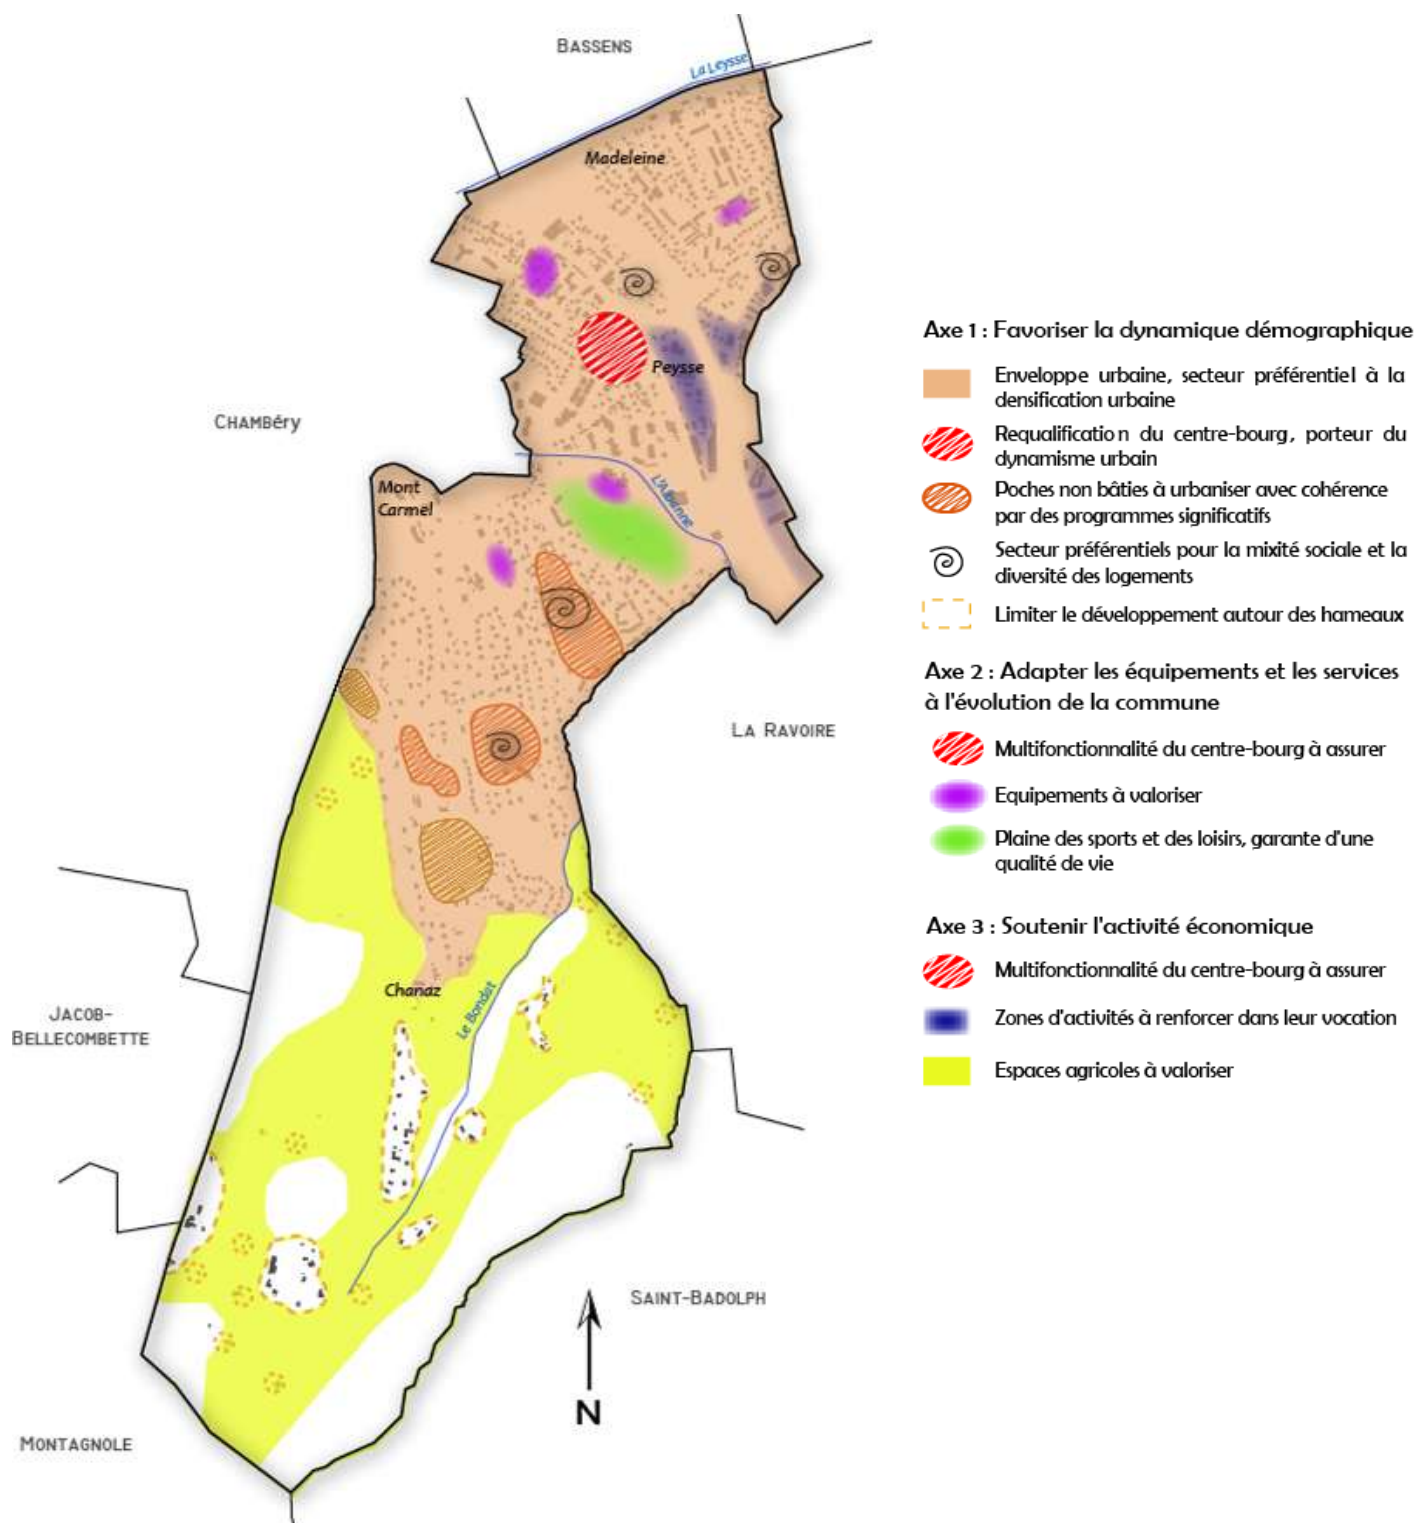 BASSENS
La Leysse
Madeleine
Peysse
CHAMBéry
Mont
Carmel
L'Albanne
LA RAVOIRE
Chanaz
Le Bondat
JACOB-
BELLECOMBETTE
SAINT-BADOLPH
N
MONTAGNOLE
Axe 1 : Favoriser la dynamique démographique
Enveloppe urbaine, secteur préférentiel à la
densification urbaine
Requalification du centre-bourg, porteur du
dynamisme urbain
Poches non bâties à urbaniser avec cohérence
par des programmes significatifs
Secteur préférentiels pour la mixité sociale et la
diversité des logements
Limiter le développement autour des hameaux
Axe 2 : Adapter les équipements et les services
à l'évolution de la commune
Multifonctionnalité du centre-bourg à assurer
Equipements à valoriser
Plaine des sports et des loisirs, garante d'une
qualité de vie
Axe 3 : Soutenir l'activité économique
Multifonctionnalité du centre-bourg à assurer
Zones d'activités à renforcer dans leur vocation
Espaces agricoles à valoriser